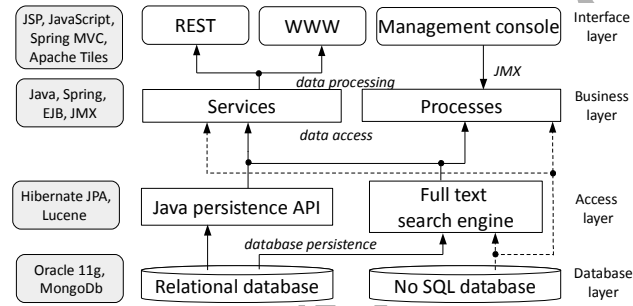 JSP, JavaScript,
Spring MVC,
Apache Tiles
REST
WWW
Management console
Interface
layer
data processing
JMX
Java, Spring,
EJB, JMX
Services
Processes
Business
layer
data access
Hibernate JPA,
Lucene
Java persistence API
Full text
search engine
Access
layer
database persistence
Oracle 11g,
MongoDb
Relational database
No SQL database
Database
layer